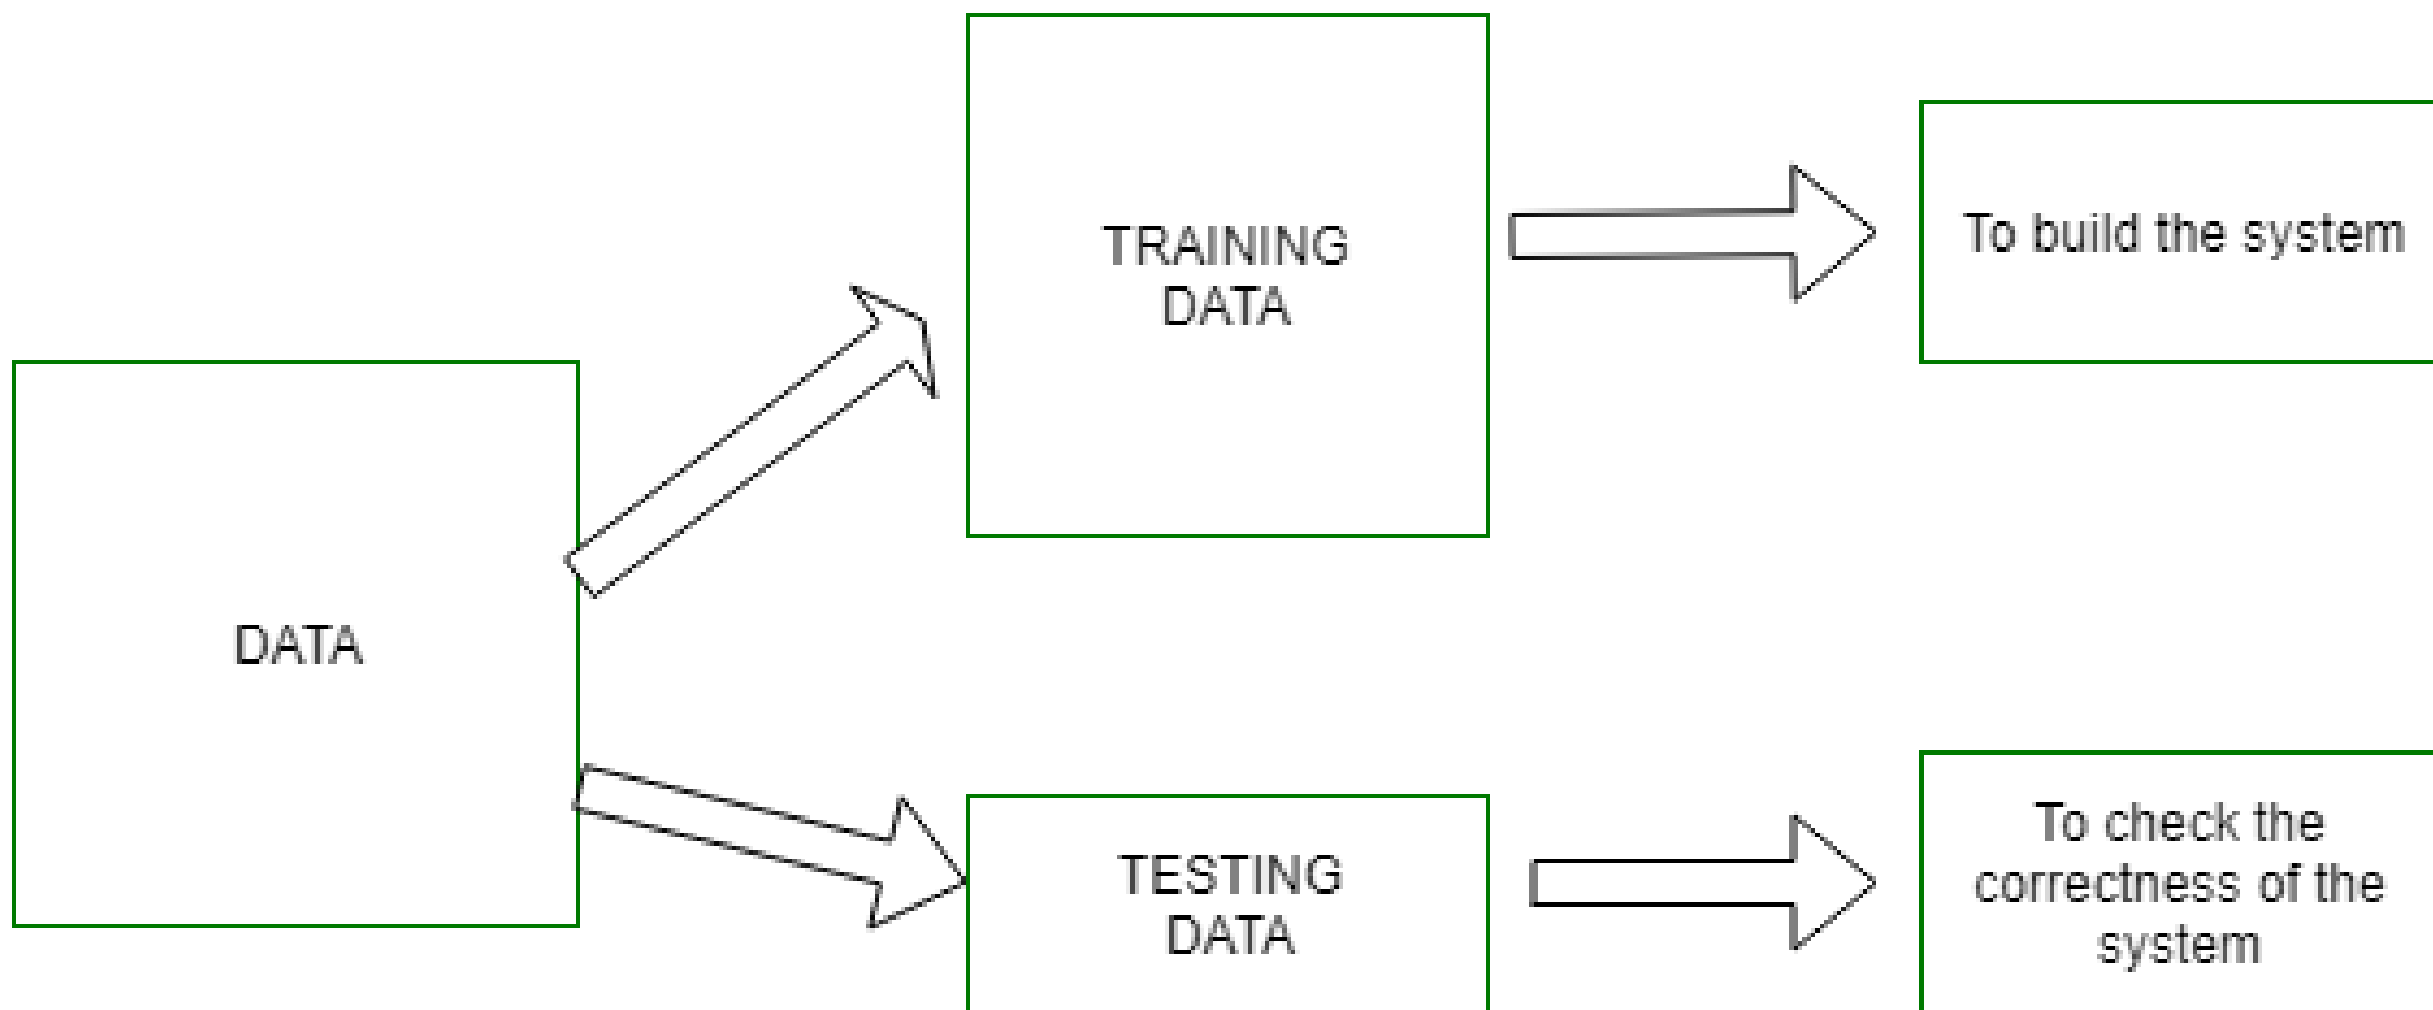 DATA
TRAINING
DATA
To build the system
TESTING
DATA
To check the
correctness of the
system